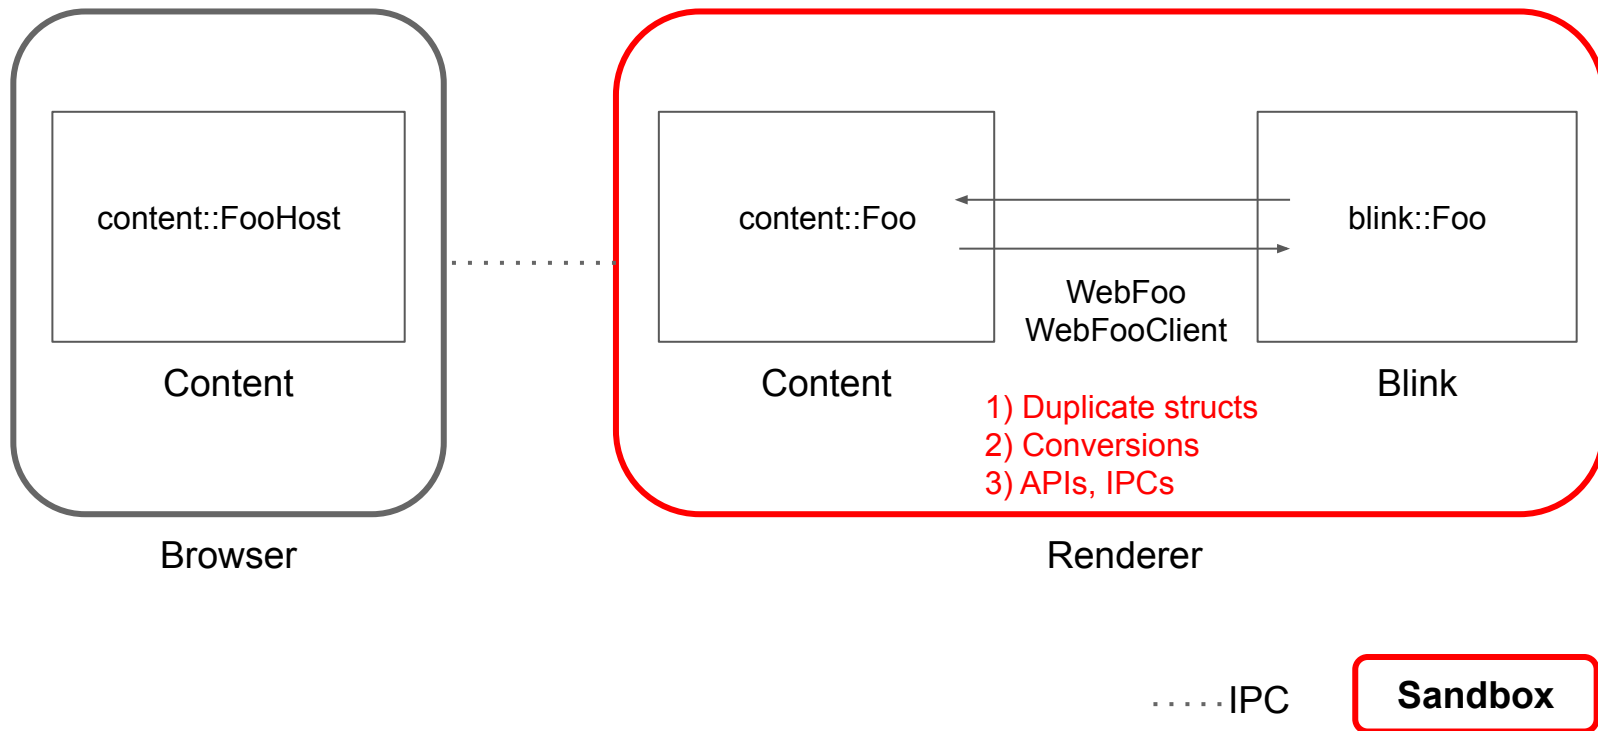 content::FooHost
content::Foo
blink::Foo
WebFoo
WebFooClient
Content
Content
Blink
1) Duplicate structs
2) Conversions
3) APIs, IPCs
Browser
Renderer
IPC
Sandbox